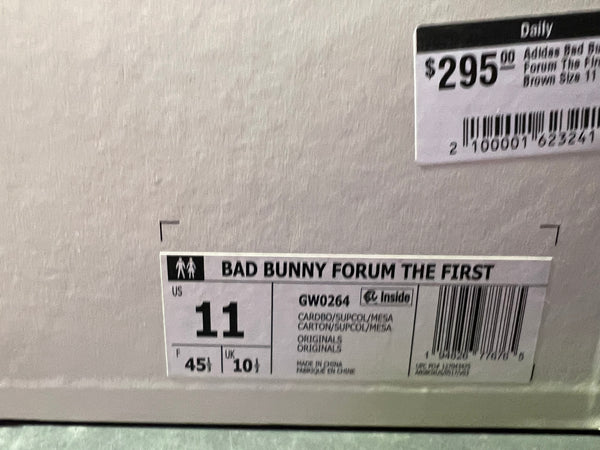 Daily
$295.00 Adidas Bad Bu
Forum The Fir
Brown Size 11
2 100001 623241
BAD BUNNY FORUM THE FIRST
US
11
F
45⅓
UK
10½
GW0264 Inside
CARDBO/SUPCOL/MESA
CARTON/SUPCOL/MESA
ORIGINALS
ORIGINALS
MADE IN CHINA
FABRIQUE EN CHINE